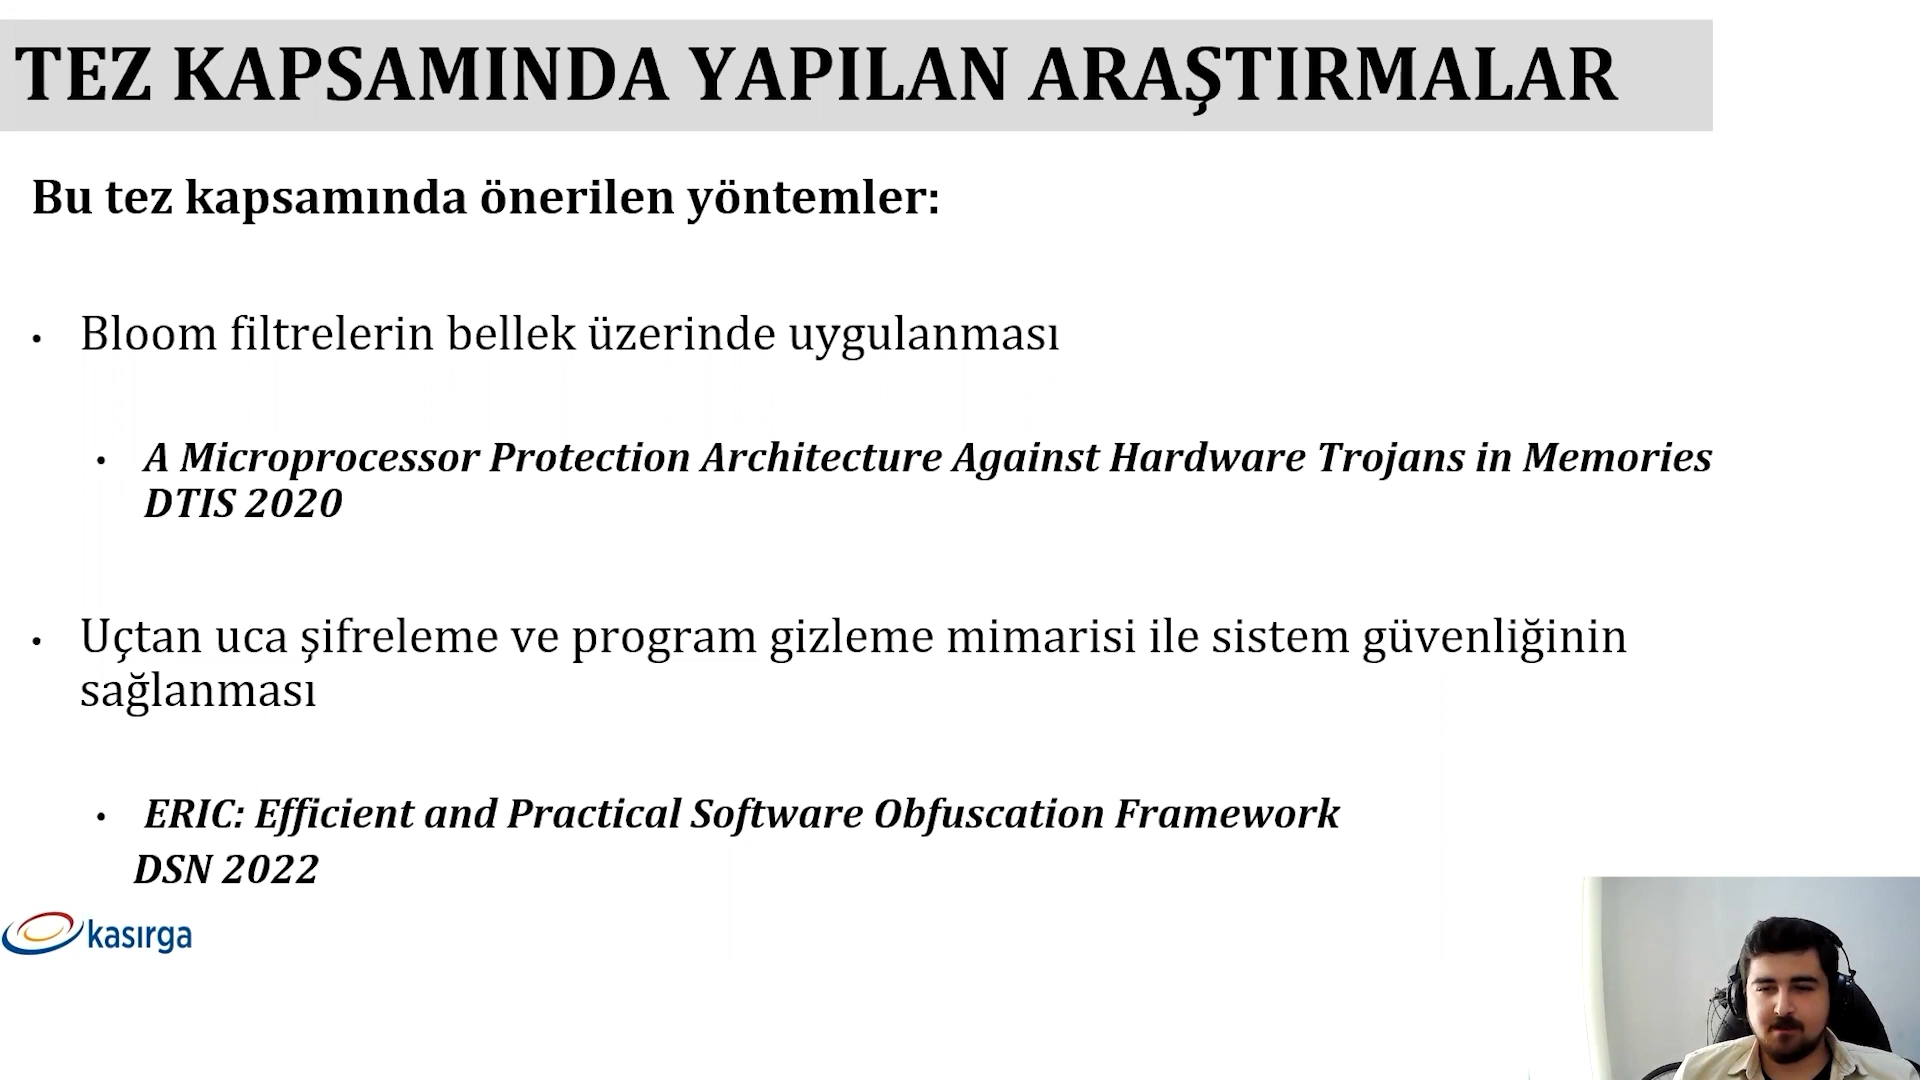 TEZ KAPSAMINDA YAPILAN ARAŞTIRMALAR
Bu tez kapsamında önerilen yöntemler:
• Bloom filtrelerin bellek üzerinde uygulanması
• A Microprocessor Protection Architecture Against Hardware Trojans in Memories
DTIS 2020
• Uçtan uca şifreleme ve program gizleme mimarisi ile sistem güvenliğinin
sağlanması
• ERIC: Efficient and Practical Software Obfuscation Framework
DSN 2022
kasırga